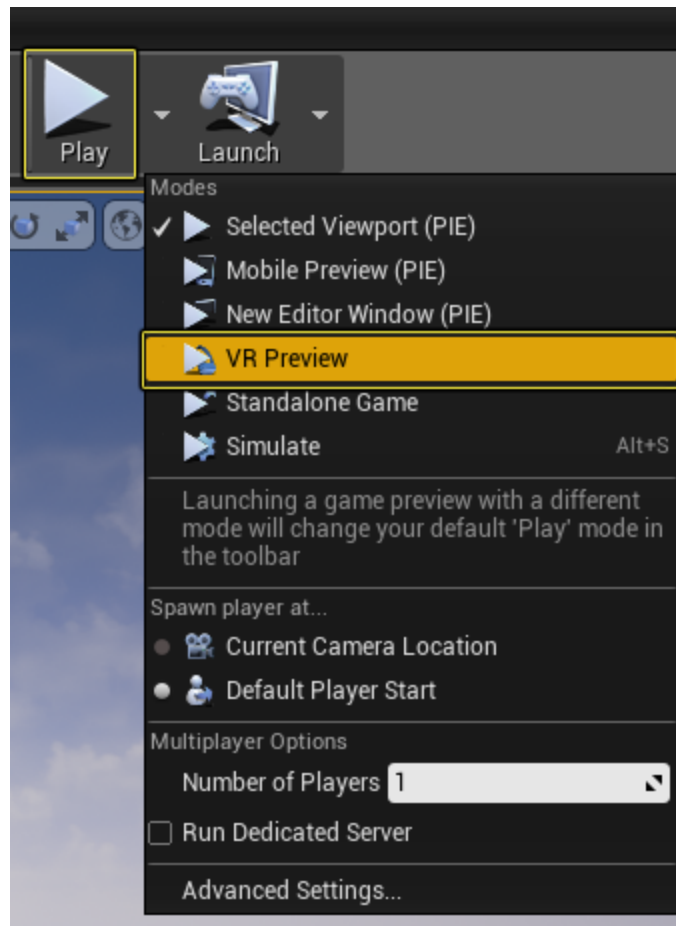 Play
Launch
Modes
Selected Viewport (PIE)
Mobile Preview (PIE)
New Editor Window (PIE)
VR Preview
Standalone Game
Simulate Alt+S
Launching a game preview with a different
mode will change your default 'Play' mode in
the toolbar
Spawn player at...
Current Camera Location
Default Player Start
Multiplayer Options
Number of Players 1
Run Dedicated Server
Advanced Settings...